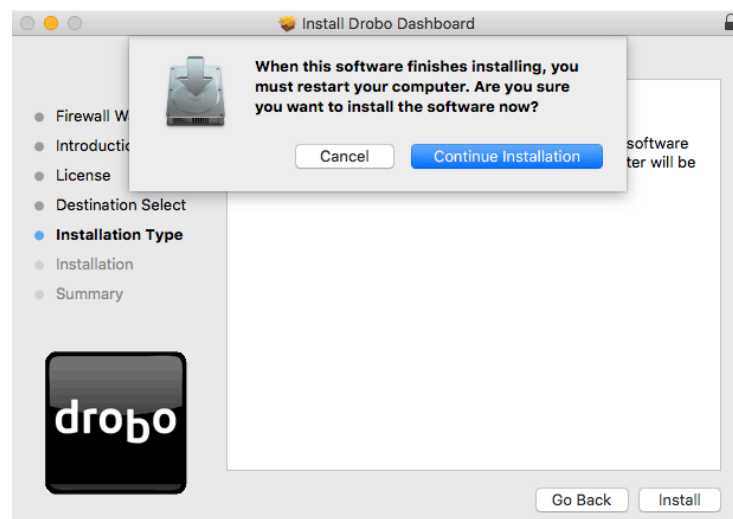 Install Drobo Dashboard
When this software finishes installing, you
must restart your computer. Are you sure
you want to install the software now?
Cancel
Continue Installation
Firewall W
Introductio
License
Destination Select
Installation Type
Installation
Summary
software
ter will be
drobo
Go Back
Install